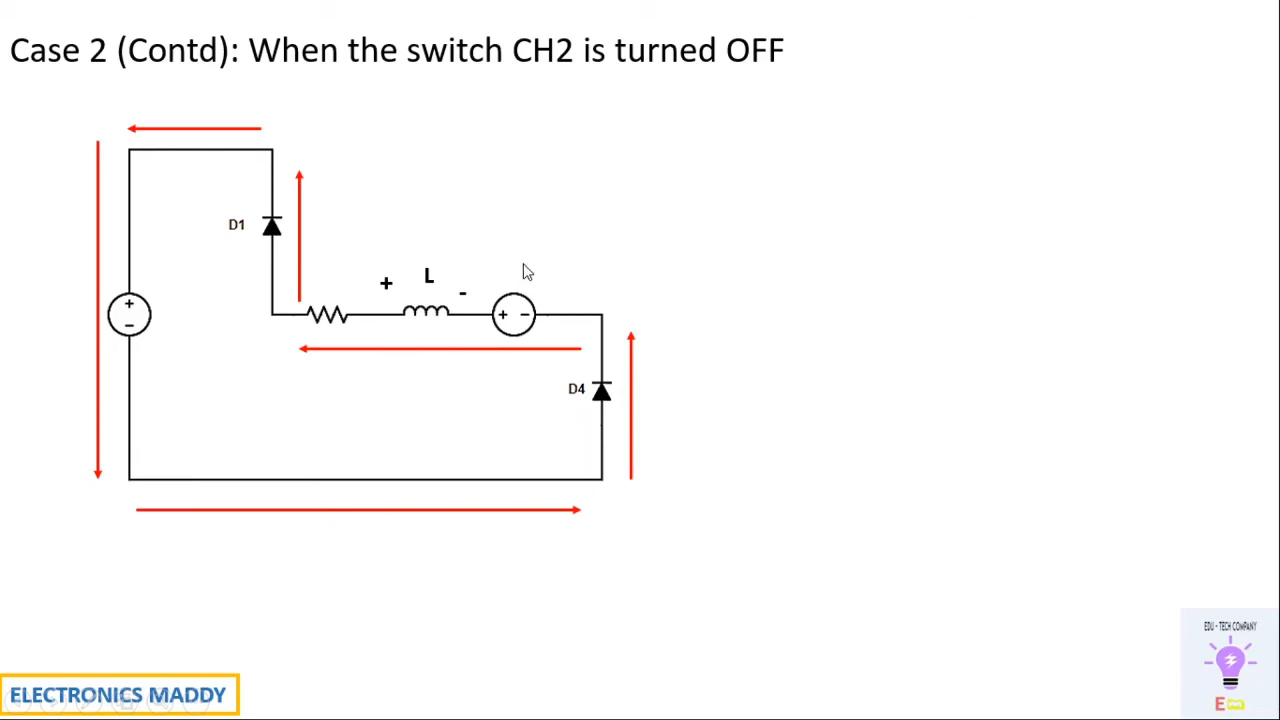 Case 2 (Contd): When the switch CH2 is turned OFF
D1
+ L -
+
-
+ -
D4
EDU - TECH COMPANY
E
ELECTRONICS MADDY